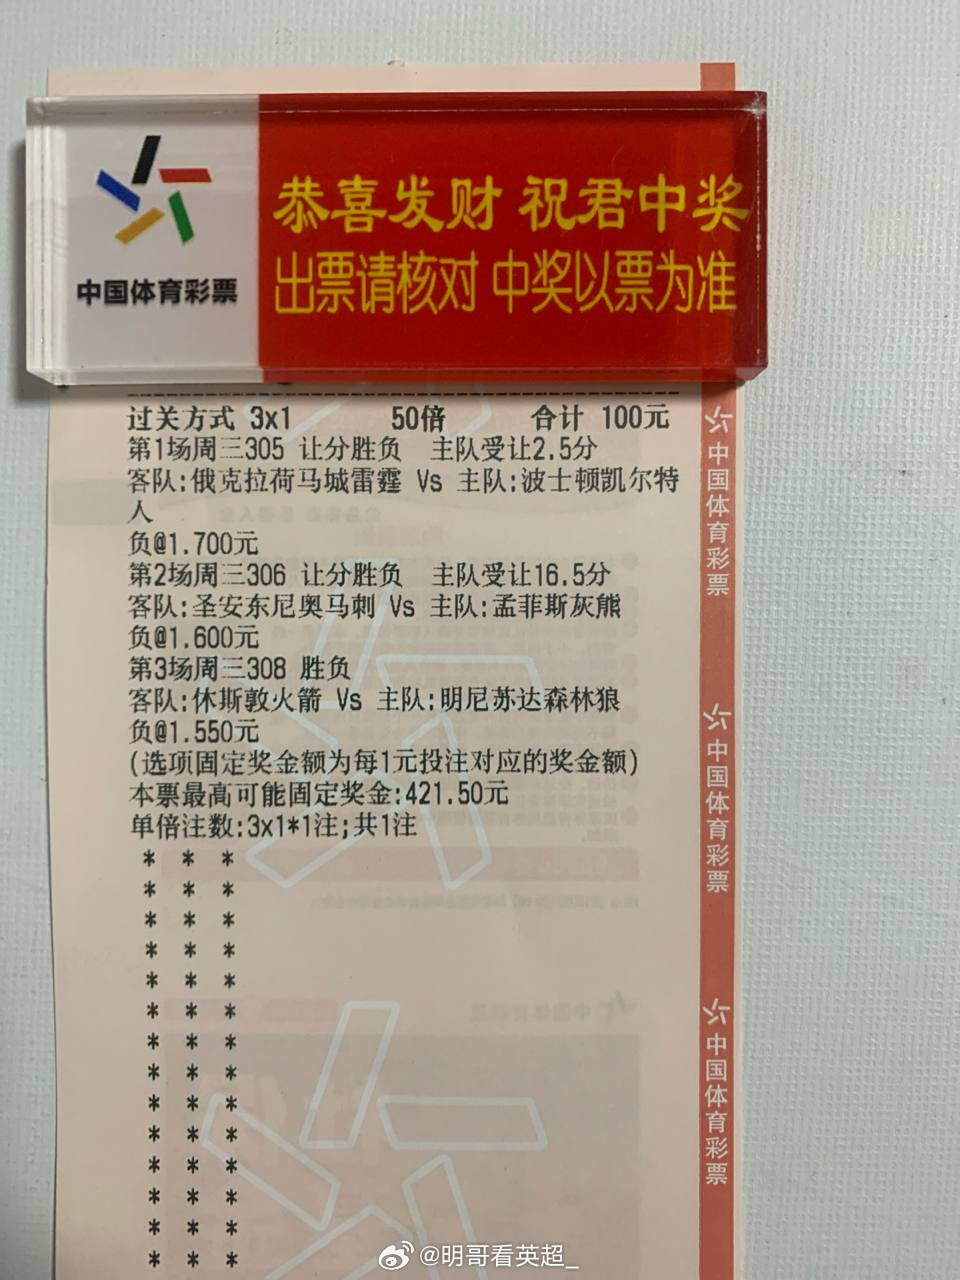 恭喜发财 祝君中奖
出票请核对 中奖以票为准
中国体育彩票
过关方式 3x1 50倍 合计 100元
第1场周三305 让分胜负 主队受让2.5分
客队:俄克拉荷马城雷霆 Vs 主队:波士顿凯尔特
人
负@1.700元
第2场周三306 让分胜负 主队受让16.5分
客队:圣安东尼奥马刺 Vs 主队:孟菲斯灰熊
负@1.600元
第3场周三308 胜负
客队:休斯敦火箭 Vs 主队:明尼苏达森林狼
负@1.550元
(选项固定奖金额为每1元投注对应的奖金额)
本票最高可能固定奖金:421.50元
单倍注数:3x1*1注;共1注
* * *
* * *
* * *
* * *
* * *
* * *
* * *
* * *
* * *
* * *
* * *
* * *
* * *
* * *
中国体育彩票
中国体育彩票
中国体育彩票
@明哥看英超_